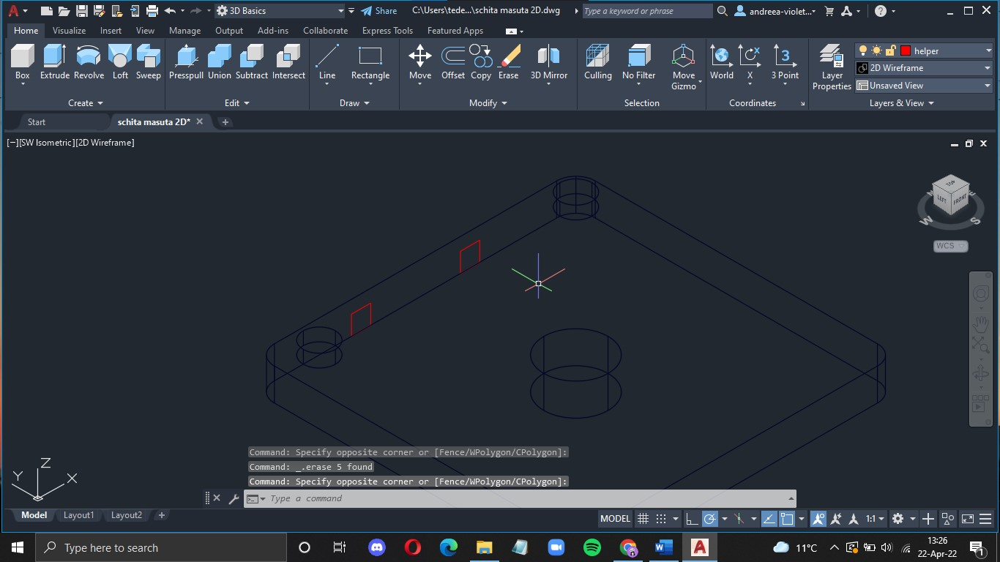 3D Basics Share C:\Users\tede...\schita masuta 2D.dwg Type a keyword or phrase andreea-violet...
Home Visualize Insert View Manage Output Add-ins Collaborate Express Tools Featured Apps
helper
2D Wireframe
Unsaved View
Box Extrude Revolve Loft Sweep Presspull Union Subtract Intersect Line Rectangle Move Offset Copy Erase 3D Mirror Culling No Filter Move Gizmo World X 3 Point Layer Properties
Create Edit Draw Modify Selection Coordinates Layers & View
Start schita masuta 2D*
[−][SW Isometric][2D Wireframe]
TOP
LEFT FRONT
W S
WCS
Command: Specify opposite corner or [Fence/WPolygon/CPolygon]:
Command: _.erase 5 found
Command: Specify opposite corner or [Fence/WPolygon/CPolygon]:
Z
Y X
Type a command
Model Layout1 Layout2 MODEL 1:1
Type here to search 11°C 13:26
22-Apr-22 1